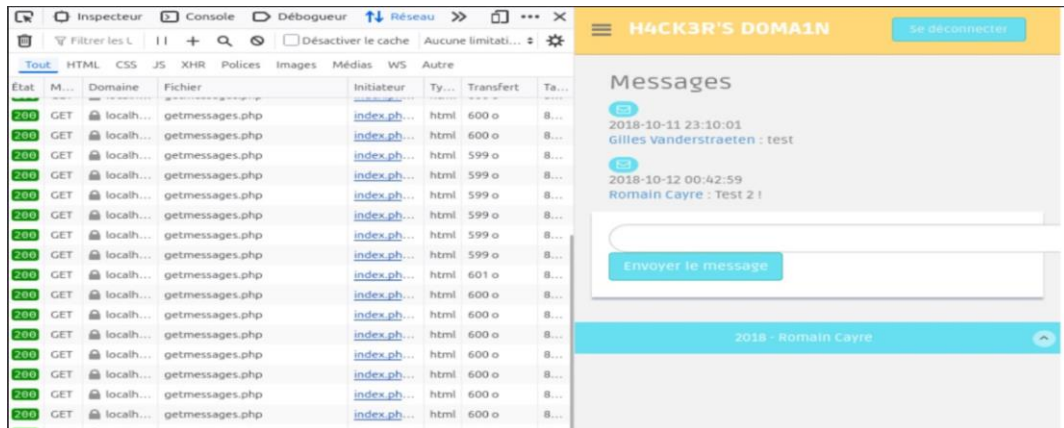 Inspecteur Console Débogueur Réseau
Filtrer les L Désactiver le cache Aucune limitati...
Tout HTML CSS JS XHR Polices Images Médias WS Autre
État M... Domaine Fichier Initiateur Ty... Transfert Ta...
200 GET localh... getmessages.php index.ph... html 600 o 8...
200 GET localh... getmessages.php index.ph... html 600 o 8...
200 GET localh... getmessages.php index.ph... html 599 o 8...
200 GET localh... getmessages.php index.ph... html 599 o 8...
200 GET localh... getmessages.php index.ph... html 599 o 8...
200 GET localh... getmessages.php index.ph... html 599 o 8...
200 GET localh... getmessages.php index.ph... html 599 o 8...
200 GET localh... getmessages.php index.ph... html 599 o 8...
200 GET localh... getmessages.php index.ph... html 601 o 8...
200 GET localh... getmessages.php index.ph... html 600 o 8...
200 GET localh... getmessages.php index.ph... html 600 o 8...
200 GET localh... getmessages.php index.ph... html 600 o 8...
200 GET localh... getmessages.php index.ph... html 600 o 8...
200 GET localh... getmessages.php index.ph... html 600 o 8...
200 GET localh... getmessages.php index.ph... html 600 o 8...
200 GET localh... getmessages.php index.ph... html 600 o 8...
H4CK3R'S D0MA1N
Se déconnecter
Messages
2018-10-11 23:10:01
Gilles Vanderstraeten : test
2018-10-12 00:42:59
Romain Cayre : Test 2 !
Envoyer le message
2018 - Romain Cayre